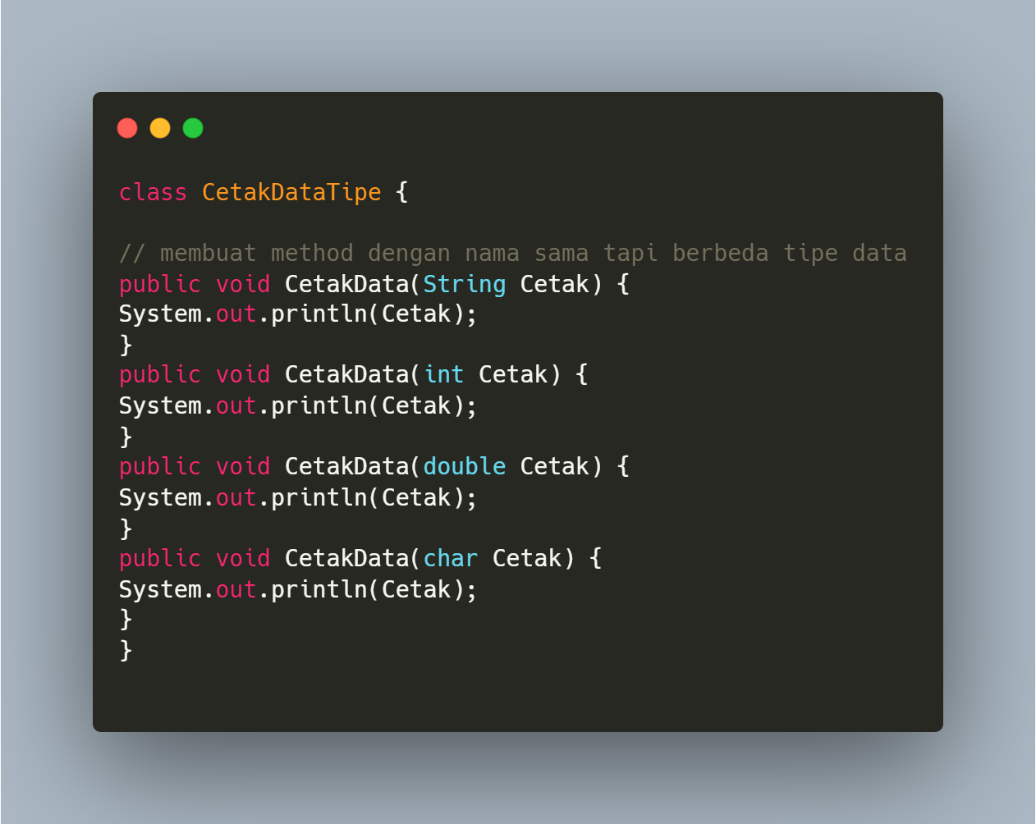 class CetakDataTipe {
// membuat method dengan nama sama tapi berbeda tipe data
public void CetakData(String Cetak) {
System.out.println(Cetak);
}
public void CetakData(int Cetak) {
System.out.println(Cetak);
}
public void CetakData(double Cetak) {
System.out.println(Cetak);
}
public void CetakData(char Cetak) {
System.out.println(Cetak);
}
}